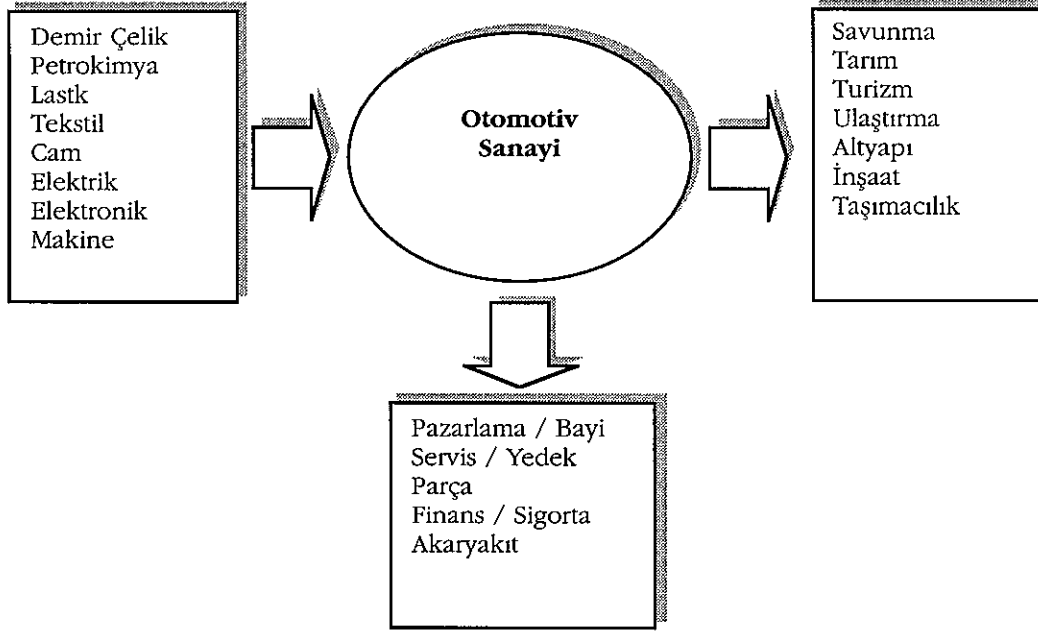 Demir Çelik
Petrokimya
Lastk
Tekstil
Cam
Elektrik
Elektronik
Makine
Otomotiv
Sanayi
Savunma
Tarım
Turizm
Ulaştırma
Altyapı
İnşaat
Taşımacılık
Pazarlama / Bayi
Servis / Yedek
Parça
Finans / Sigorta
Akaryakıt